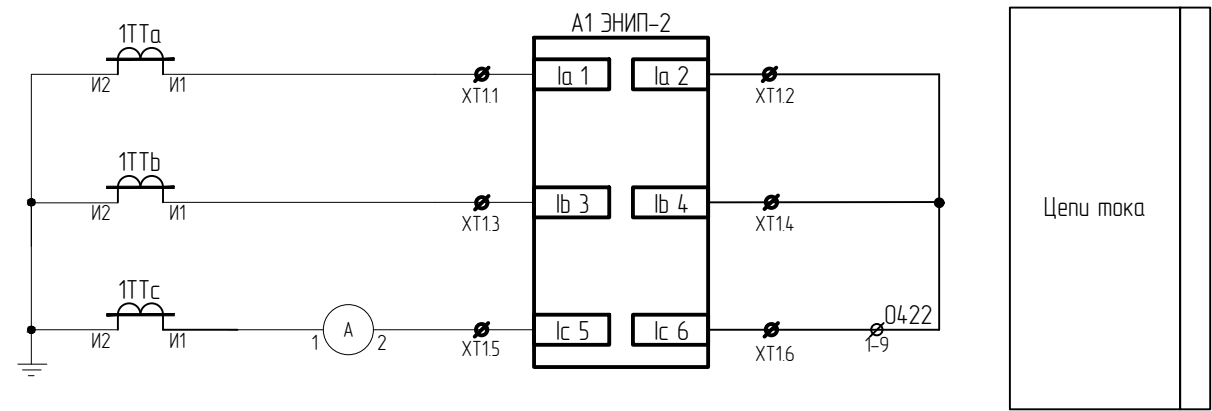 А1 ЭНИП-2
1ТТа
И2 И1
XT1.1
Ia 1
Ia 2
XT1.2
1ТТb
И2 И1
XT1.3
Ib 3
Ib 4
XT1.4
Цепи тока
1ТТс
И2 И1
1 А 2
XT1.5
Ic 5
Ic 6
XT1.6
0422
1-9